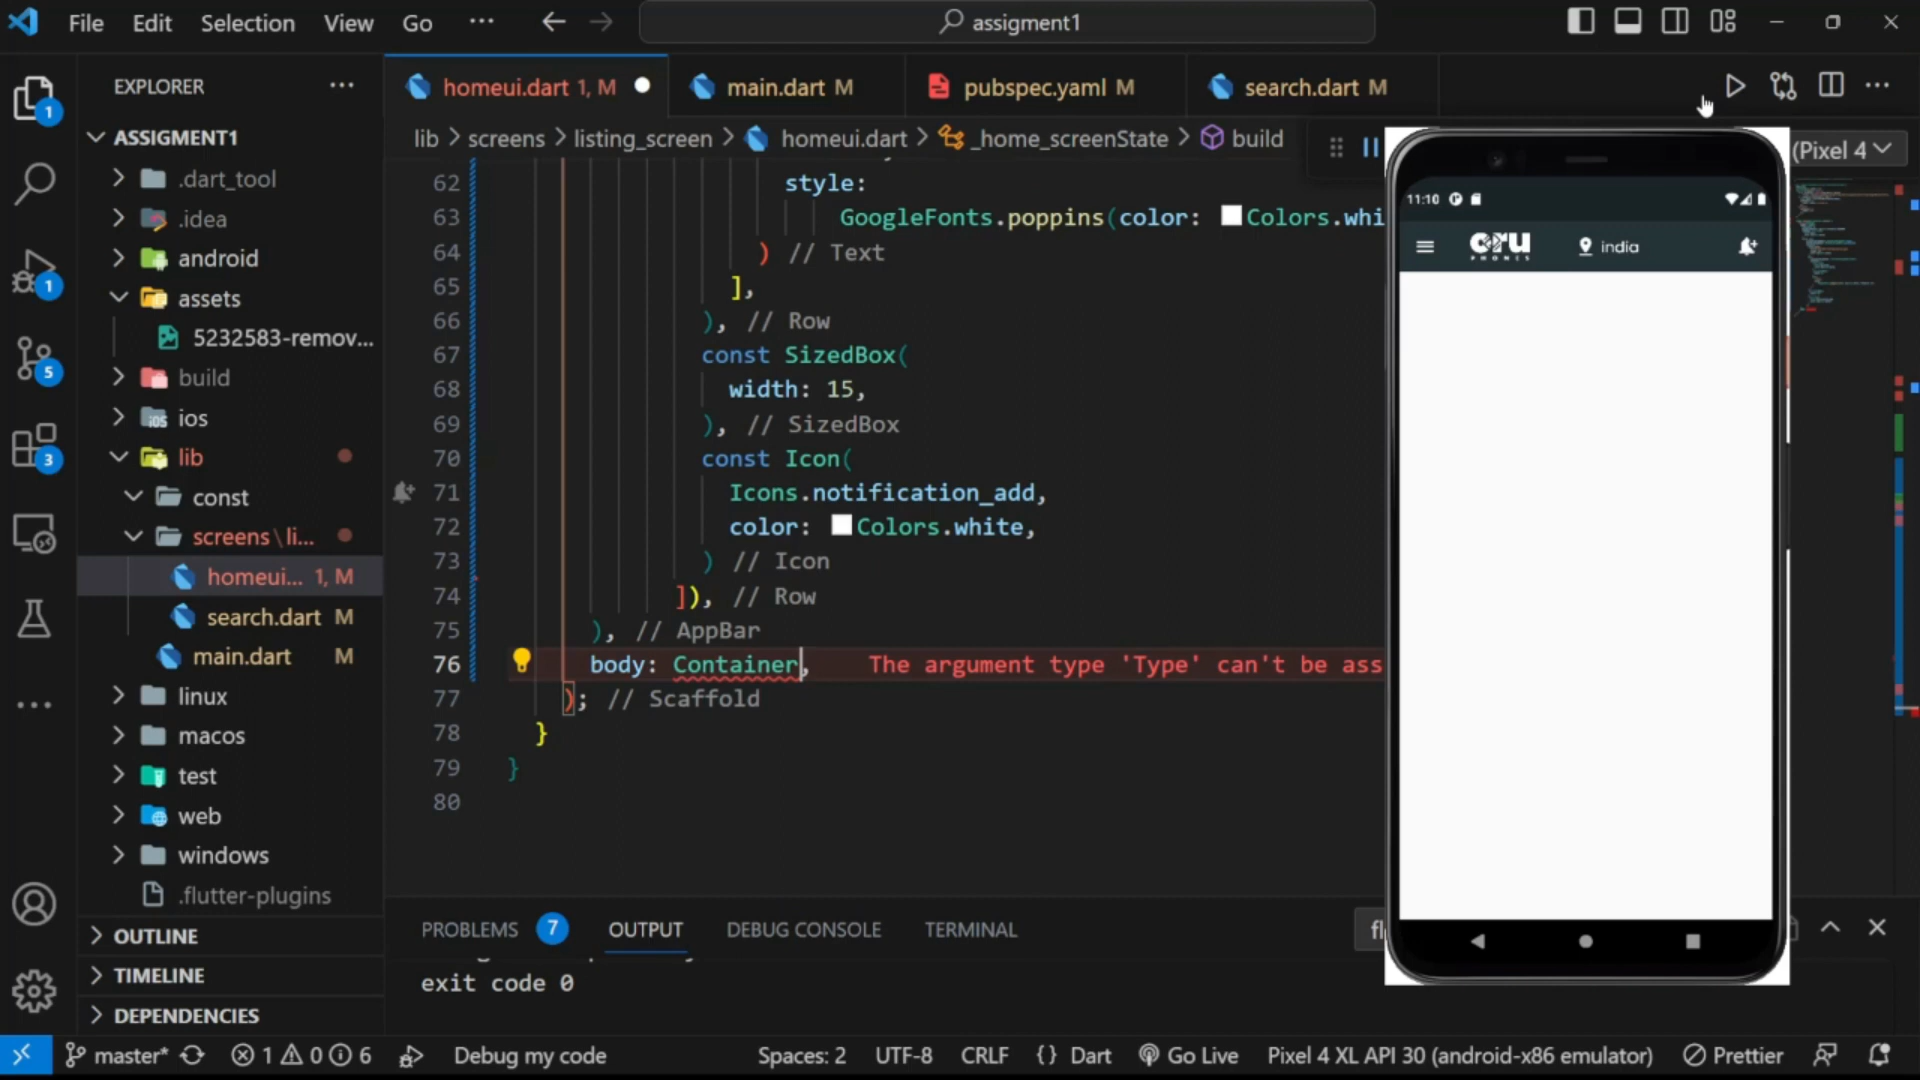 File Edit Selection View Go ··· assigment1
EXPLORER ···
homeui.dart 1, M
main.dart M
pubspec.yaml M
search.dart M
lib > screens > listing_screen > homeui.dart > _home_screenState > build
(Pixel 4
ASSIGMENT1
.dart_tool
.idea
android
assets
5232583-remov...
build
ios
lib
const
screens\li...
homeui... 1, M
search.dart M
main.dart M
linux
macos
test
web
windows
.flutter-plugins
OUTLINE
TIMELINE
DEPENDENCIES
62 style:
63 GoogleFonts.poppins(color: Colors.whi
64 ) // Text
65 ],
66 ), // Row
67 const SizedBox(
68 width: 15,
69 ), // SizedBox
70 const Icon(
71 Icons.notification_add,
72 color: Colors.white,
73 ) // Icon
74 ]), // Row
75 ), // AppBar
76 body: Container, The argument type 'Type' can't be ass
77 ); // Scaffold
78 }
79 }
80
11:10
cru PHONES india
PROBLEMS 7 OUTPUT DEBUG CONSOLE TERMINAL
fl
exit code 0
master* 1 0 6 Debug my code Spaces: 2 UTF-8 CRLF {} Dart Go Live Pixel 4 XL API 30 (android-x86 emulator) Prettier